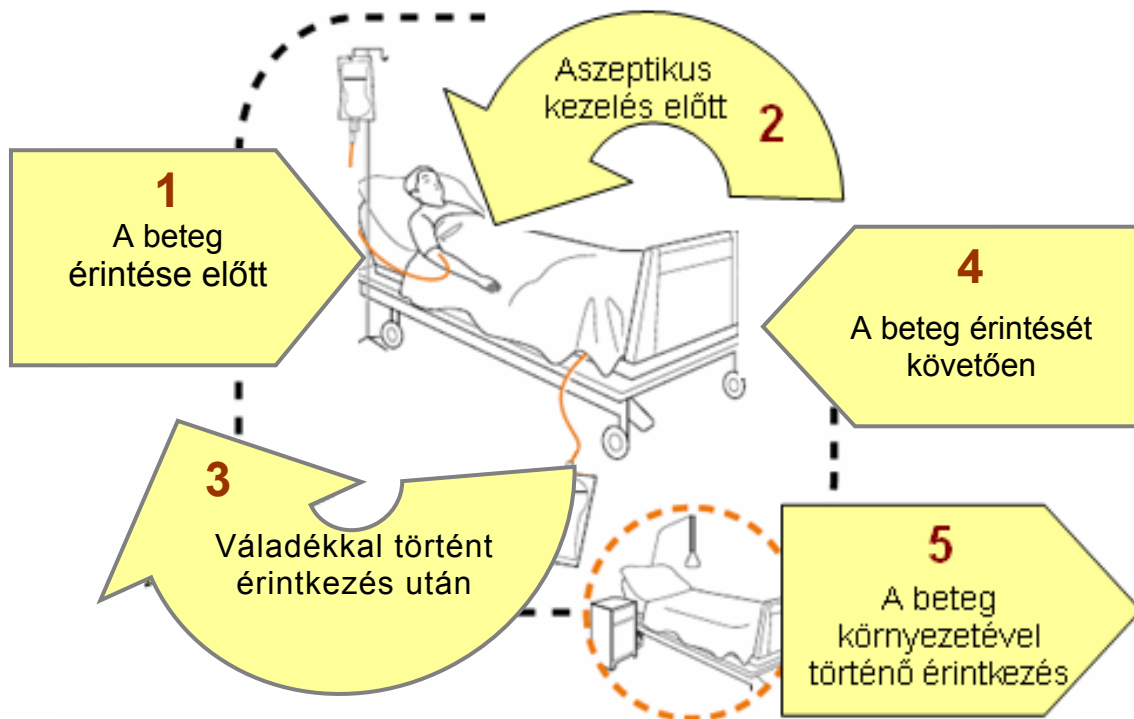 1
A beteg
érintése előtt
Aszeptikus
kezelés előtt
2
3
Váladékkal történt
érintkezés után
4
A beteg érintését
követően
5
A beteg
környezetével
történő érintkezés